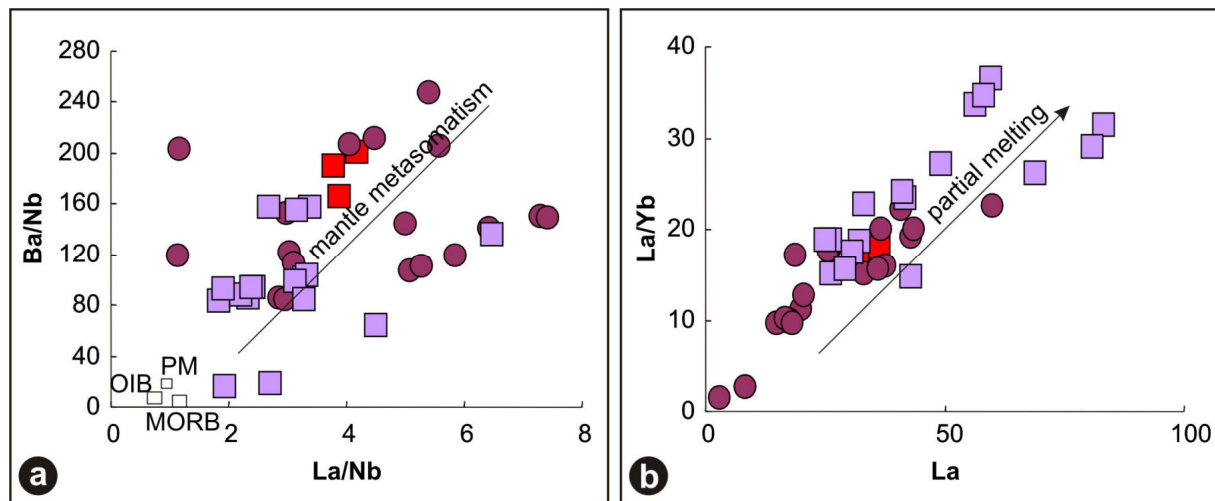 280
240
200
160
120
80
40
0
Ba/Nb
mantle metasomatism
PM
OIB
MORB
0 2 4 6 8
La/Nb
a
40
30
20
10
0
La/Yb
partial melting
0 50 100
La
b